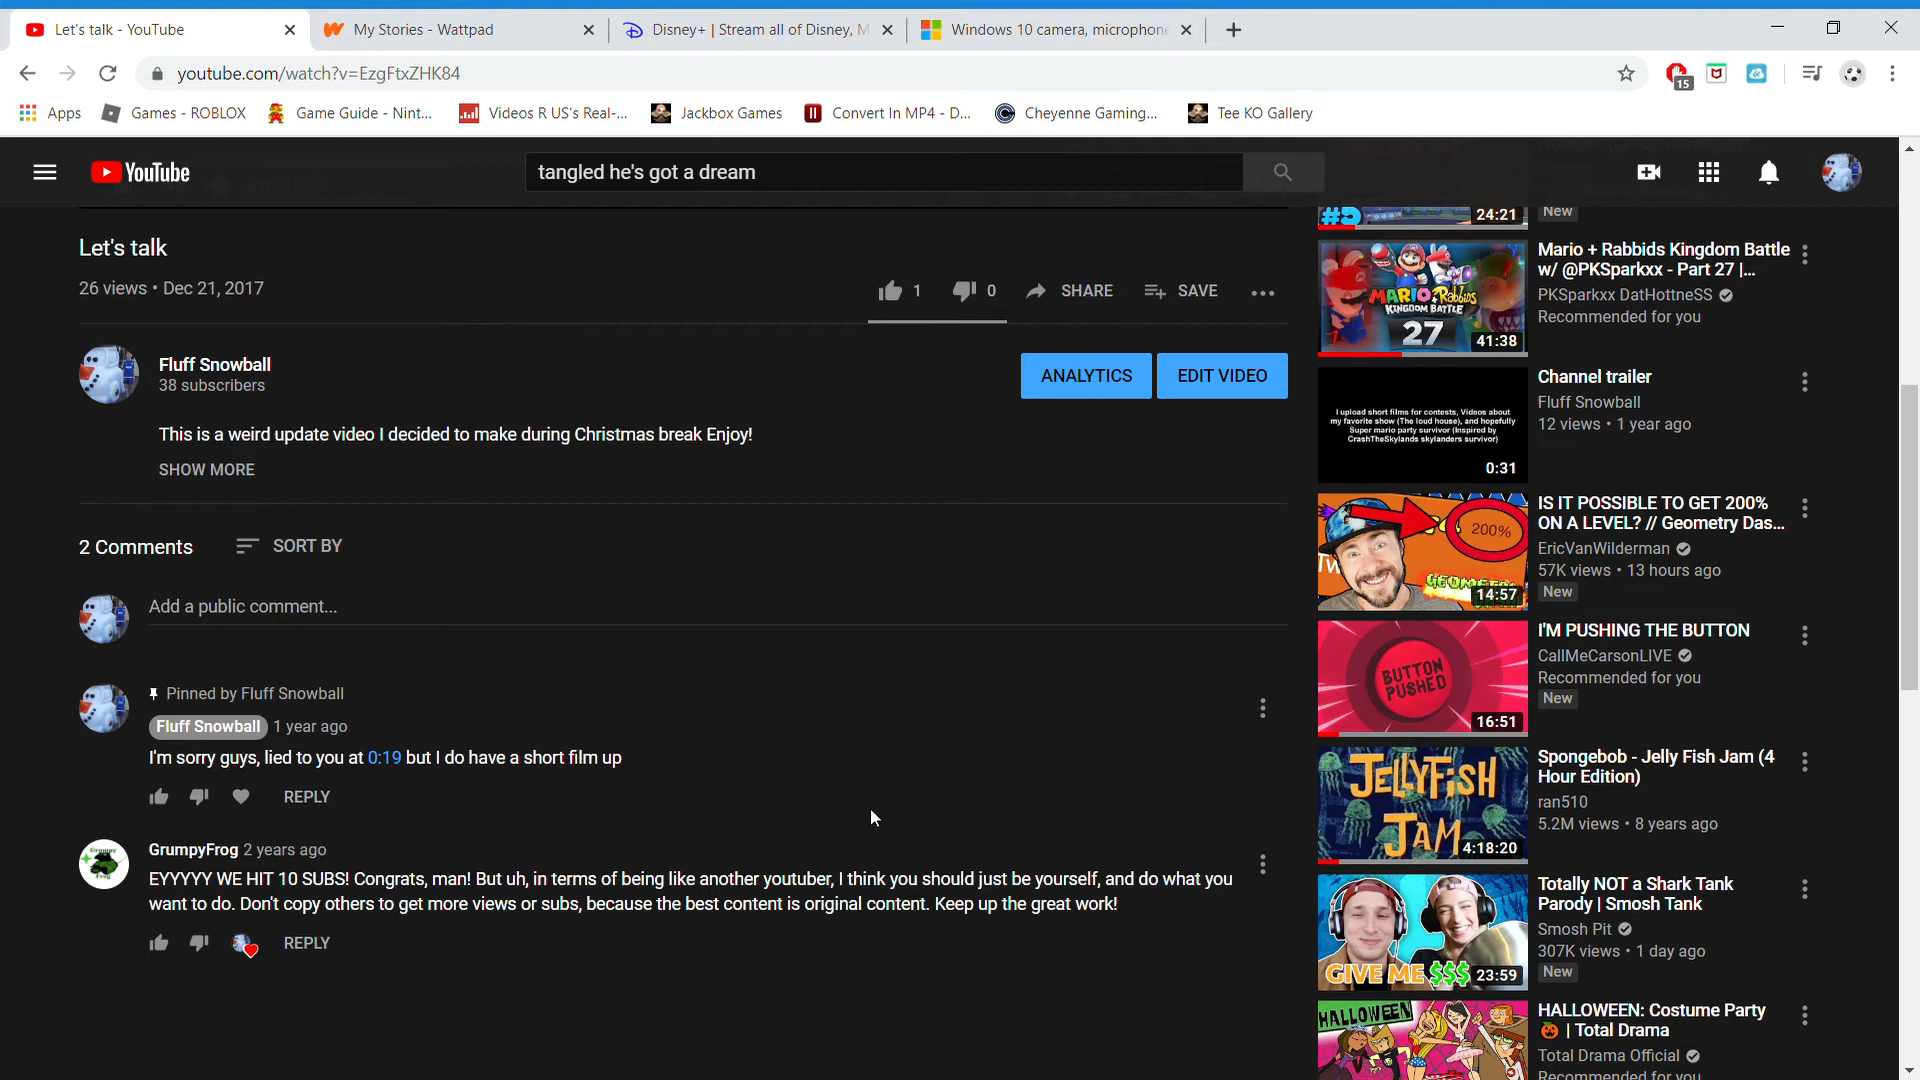 Let's talk - YouTube
My Stories - Wattpad
Disney+ | Stream all of Disney, M
Windows 10 camera, microphone
youtube.com/watch?v=EzgFtxZHK84
15
Apps
Games - ROBLOX
Game Guide - Nint...
Videos R US's Real-...
Jackbox Games
Convert In MP4 - D...
Cheyenne Gaming...
Tee KO Gallery
YouTube
tangled he's got a dream
Let's talk
26 views • Dec 21, 2017
1
0
SHARE
SAVE
Fluff Snowball
38 subscribers
ANALYTICS
EDIT VIDEO
This is a weird update video I decided to make during Christmas break Enjoy!
SHOW MORE
2 Comments
SORT BY
Add a public comment...
Pinned by Fluff Snowball
Fluff Snowball 1 year ago
I'm sorry guys, lied to you at 0:19 but I do have a short film up
REPLY
GrumpyFrog 2 years ago
EYYYYY WE HIT 10 SUBS! Congrats, man! But uh, in terms of being like another youtuber, I think you should just be yourself, and do what you
want to do. Don't copy others to get more views or subs, because the best content is original content. Keep up the great work!
REPLY
#5
24:21
New
MARIO + Rabbids
KINGDOM BATTLE
27
41:38
Mario + Rabbids Kingdom Battle
w/ @PKSparkxx - Part 27 |...
PKSparkxx DatHottneSS
Recommended for you
I upload short films for contests, Videos about
my favorite show (The loud house), and hopefully
Super mario party survivor (Inspired by
CrashTheSkylands skylanders survivor)
0:31
Channel trailer
Fluff Snowball
12 views • 1 year ago
200%
14:57
IS IT POSSIBLE TO GET 200%
ON A LEVEL? // Geometry Das...
EricVanWilderman
57K views • 13 hours ago
New
BUTTON
PUSHED
16:51
I'M PUSHING THE BUTTON
CallMeCarsonLIVE
Recommended for you
New
JELLYFISH
JAM
4:18:20
Spongebob - Jelly Fish Jam (4
Hour Edition)
ran510
5.2M views • 8 years ago
GIVE ME $$$
23:59
Totally NOT a Shark Tank
Parody | Smosh Tank
Smosh Pit
307K views • 1 day ago
New
HALLOWEEN
HALLOWEEN: Costume Party
🎃 | Total Drama
Total Drama Official
Recommended for you